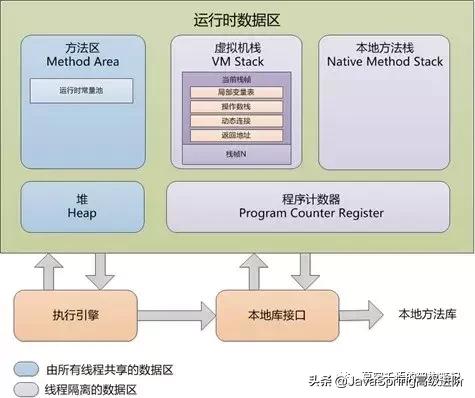 运行时数据区
方法区
Method Area
运行时常量池
虚拟机栈
VM Stack
当前栈帧
局部变量表
操作数栈
动态连接
返回地址
栈帧N
本地方法栈
Native Method Stack
堆
Heap
程序计数器
Program Counter Register
执行引擎
本地库接口
本地方法库
由所有线程共享的数据区
线程隔离的数据区
头条 @JavaSpring高级进阶